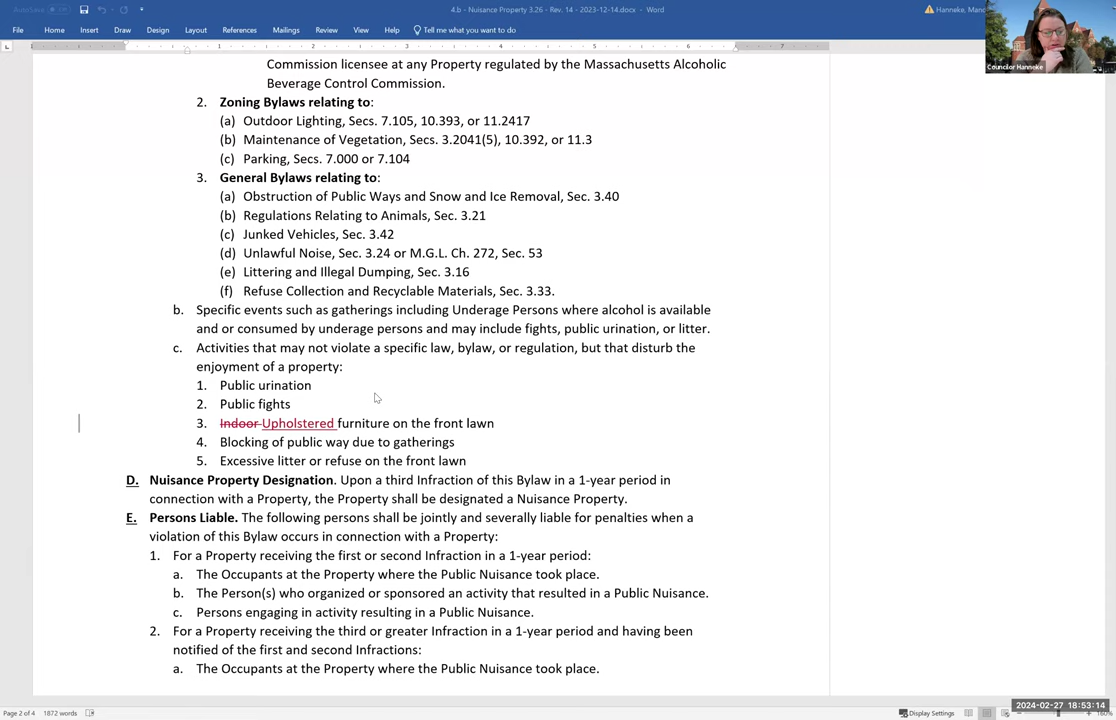 AutoSave Off
4.b - Nuisance Property 3.26 - Rev. 14 - 2023-12-14.docx - Word
Hanneke, Man
File Home Insert Draw Design Layout References Mailings Review View Help Tell me what you want to do
1 1 2 3 4 5 6 7
Councilor Hanneke
Commission licensee at any Property regulated by the Massachusetts Alcoholic
Beverage Control Commission.
2. Zoning Bylaws relating to:
(a) Outdoor Lighting, Secs. 7.105, 10.393, or 11.2417
(b) Maintenance of Vegetation, Secs. 3.2041(5), 10.392, or 11.3
(c) Parking, Secs. 7.000 or 7.104
3. General Bylaws relating to:
(a) Obstruction of Public Ways and Snow and Ice Removal, Sec. 3.40
(b) Regulations Relating to Animals, Sec. 3.21
(c) Junked Vehicles, Sec. 3.42
(d) Unlawful Noise, Sec. 3.24 or M.G.L. Ch. 272, Sec. 53
(e) Littering and Illegal Dumping, Sec. 3.16
(f) Refuse Collection and Recyclable Materials, Sec. 3.33.
b. Specific events such as gatherings including Underage Persons where alcohol is available
and or consumed by underage persons and may include fights, public urination, or litter.
c. Activities that may not violate a specific law, bylaw, or regulation, but that disturb the
enjoyment of a property:
1. Public urination
2. Public fights
3. Indoor Upholstered furniture on the front lawn
4. Blocking of public way due to gatherings
5. Excessive litter or refuse on the front lawn
D. Nuisance Property Designation. Upon a third Infraction of this Bylaw in a 1-year period in
connection with a Property, the Property shall be designated a Nuisance Property.
E. Persons Liable. The following persons shall be jointly and severally liable for penalties when a
violation of this Bylaw occurs in connection with a Property:
1. For a Property receiving the first or second Infraction in a 1-year period:
a. The Occupants at the Property where the Public Nuisance took place.
b. The Person(s) who organized or sponsored an activity that resulted in a Public Nuisance.
c. Persons engaging in activity resulting in a Public Nuisance.
2. For a Property receiving the third or greater Infraction in a 1-year period and having been
notified of the first and second Infractions:
a. The Occupants at the Property where the Public Nuisance took place.
2024-02-27 18:53:14
Page 2 of 4 1872 words Display Settings